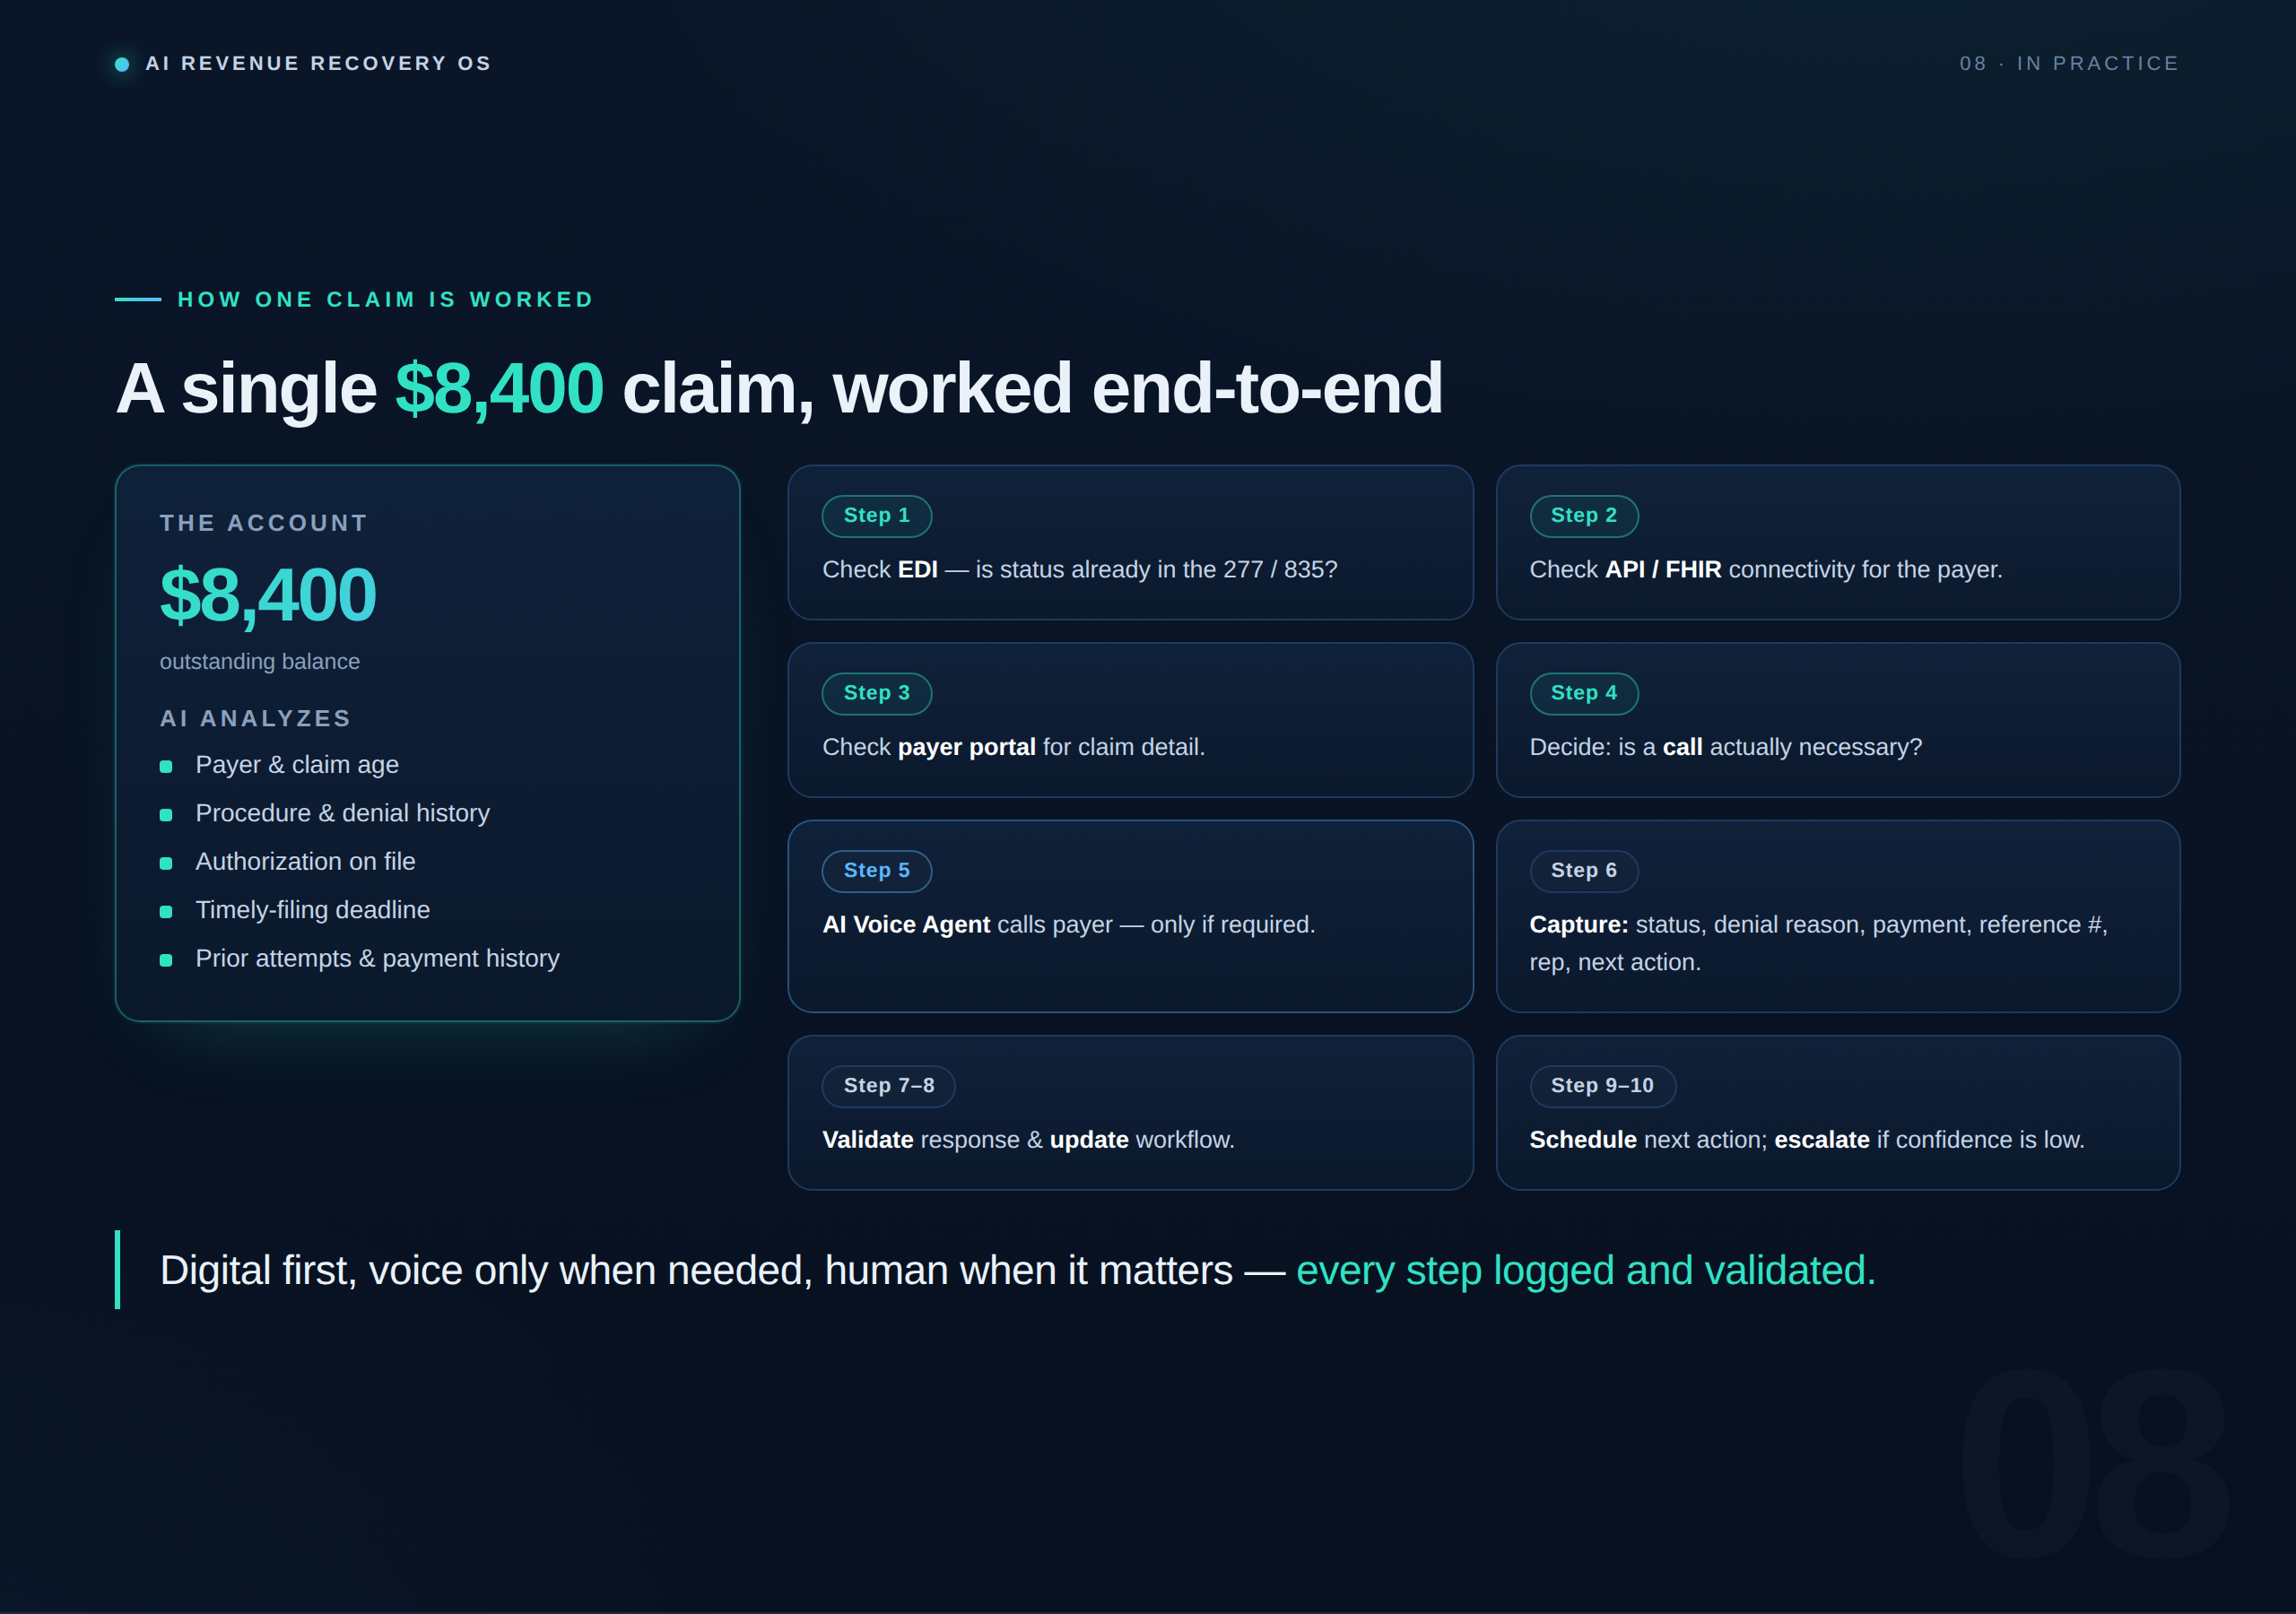 AI REVENUE RECOVERY OS
08 · IN PRACTICE
HOW ONE CLAIM IS WORKED
A single $8,400 claim, worked end-to-end
THE ACCOUNT
$8,400
outstanding balance
AI ANALYZES
Payer & claim age
Procedure & denial history
Authorization on file
Timely-filing deadline
Prior attempts & payment history
Step 1
Check EDI — is status already in the 277 / 835?
Step 2
Check API / FHIR connectivity for the payer.
Step 3
Check payer portal for claim detail.
Step 4
Decide: is a call actually necessary?
Step 5
AI Voice Agent calls payer — only if required.
Step 6
Capture: status, denial reason, payment, reference #,
rep, next action.
Step 7–8
Validate response & update workflow.
Step 9–10
Schedule next action; escalate if confidence is low.
Digital first, voice only when needed, human when it matters — every step logged and validated.
08